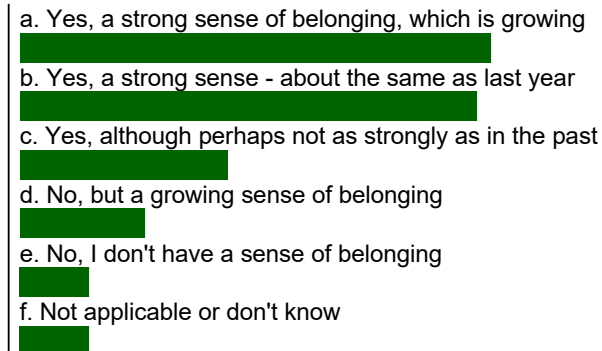 a. Yes, a strong sense of belonging, which is growing
b. Yes, a strong sense - about the same as last year
c. Yes, although perhaps not as strongly as in the past
d. No, but a growing sense of belonging
e. No, I don't have a sense of belonging
f. Not applicable or don't know